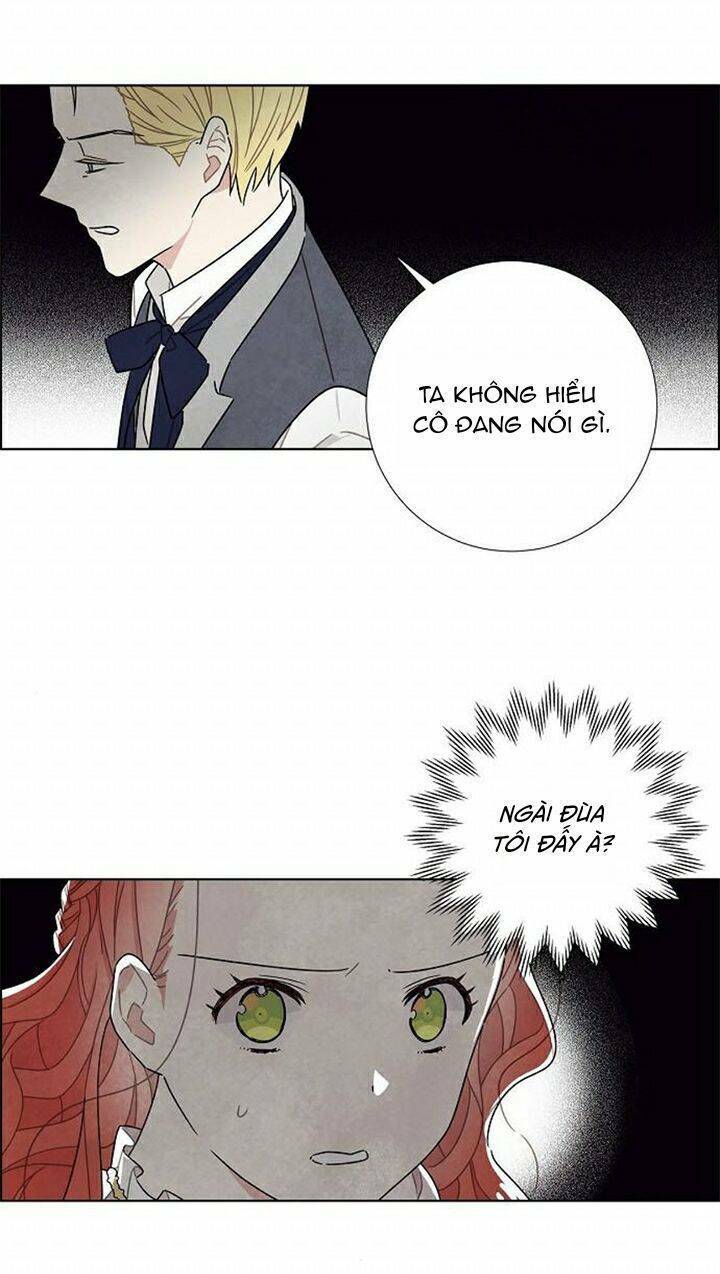 TA KHÔNG HIỂU
CÔ ĐANG NÓI GÌ.
NGÀI ĐÙA
TÔI ĐẤY À?